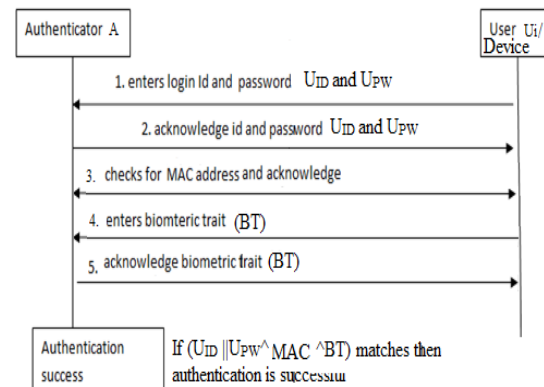 Authenticator A
User Ui/
Device
1. enters login Id and password UID and UPW
2. acknowledge id and password UID and UPW
3. checks for MAC address and acknowledge
4. enters biomteric trait (BT)
5. acknowledge biometric trait (BT)
Authentication
success
If (UID ||UPW^ MAC ^BT) matches then
authentication is successful